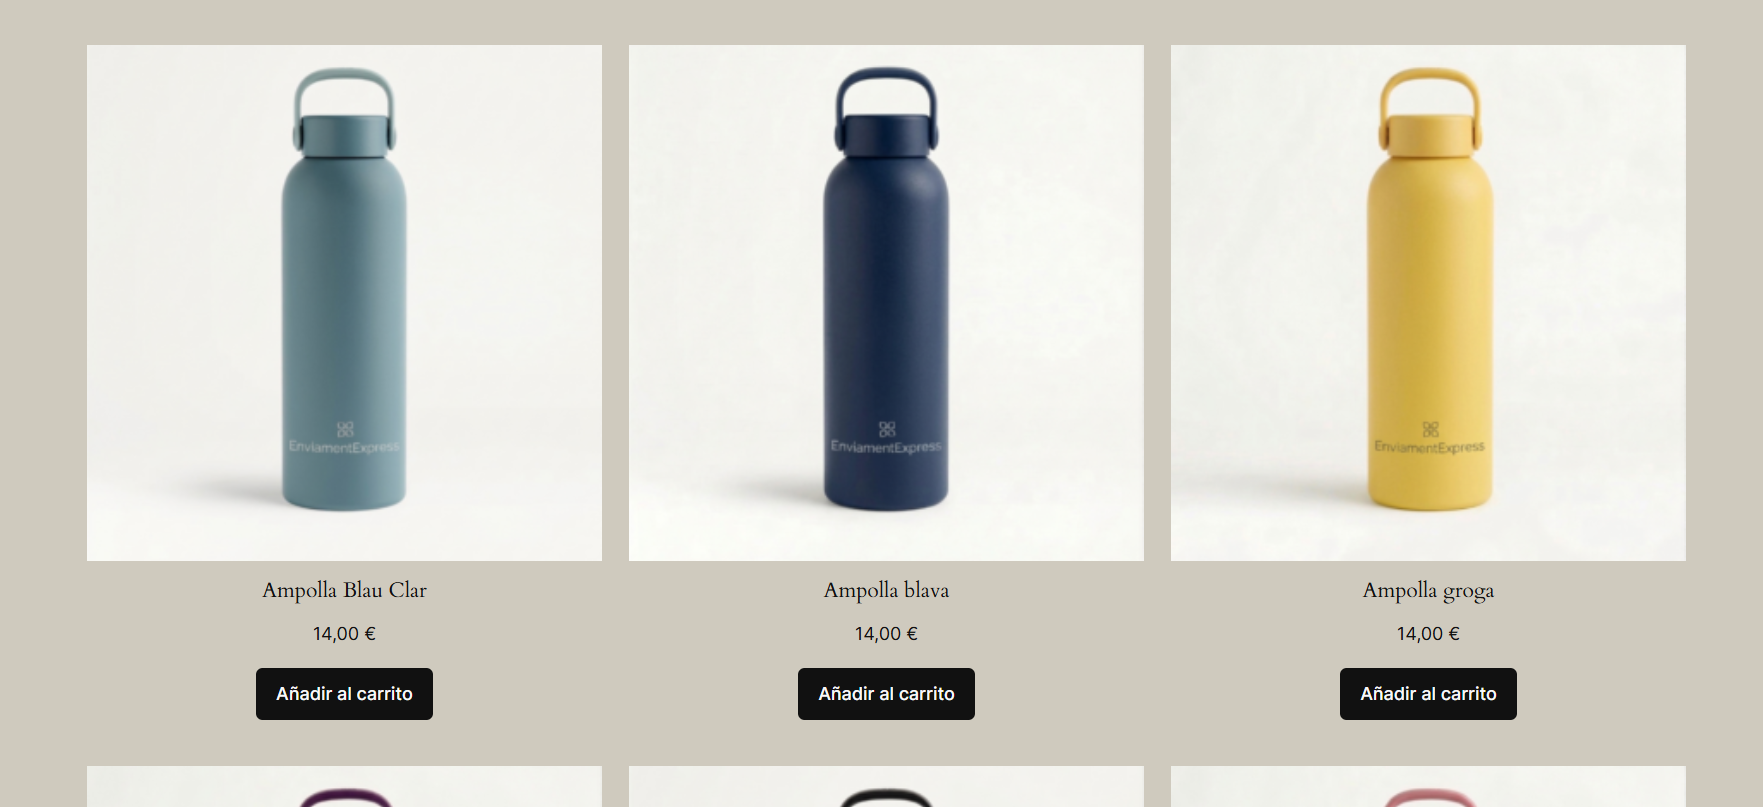 EnviamentExpress
EnviamentExpress
EnviamentExpress
Ampolla Blau Clar
Ampolla blava
Ampolla groga
14,00 €
14,00 €
14,00 €
Añadir al carrito
Añadir al carrito
Añadir al carrito